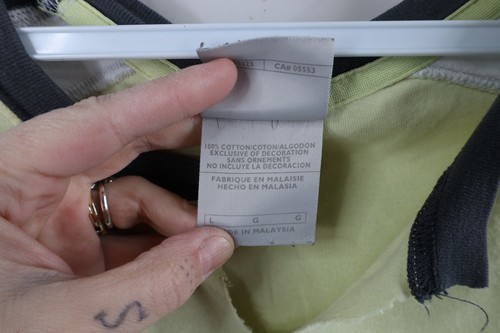 CA# 05553
100% COTTON/COTON/ALGODON
EXCLUSIVE OF DECORATION
SANS ORNEMENTS
NO INCLUYE LA DECORACION
FABRIQUE EN MALAISIE
HECHO EN MALASIA
L G G
IN MALAYSIA
S